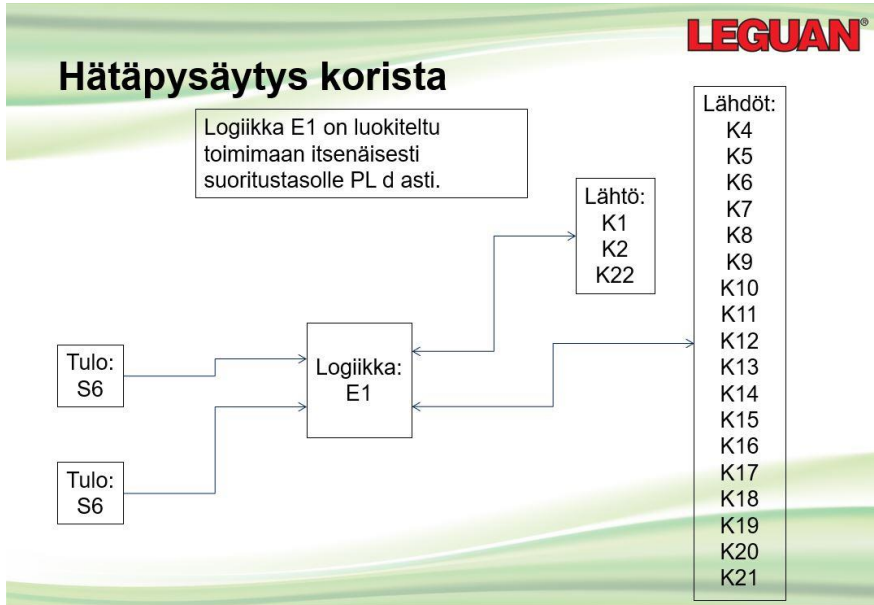 LEGUAN®
Hätäpysäytys korista
Logiikka E1 on luokiteltu
toimimaan itsenäisesti
suoritustasolle PL d asti.
Tulo:
S6
Tulo:
S6
Logiikka:
E1
Lähtö:
K1
K2
K22
Lähdöt:
K4
K5
K6
K7
K8
K9
K10
K11
K12
K13
K14
K15
K16
K17
K18
K19
K20
K21